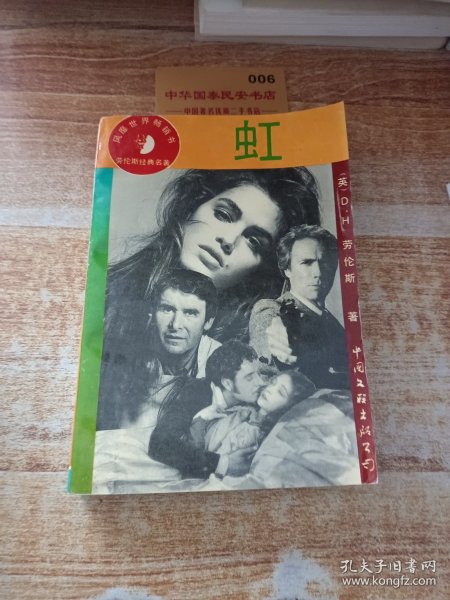 006
中华国泰民安书店
中国著名优质二手书店
风靡世界畅销书
劳伦斯经典名著
虹
(英) D·H·劳伦斯 著
中国文联出版公司
孔夫子旧书网
www.kongfz.com